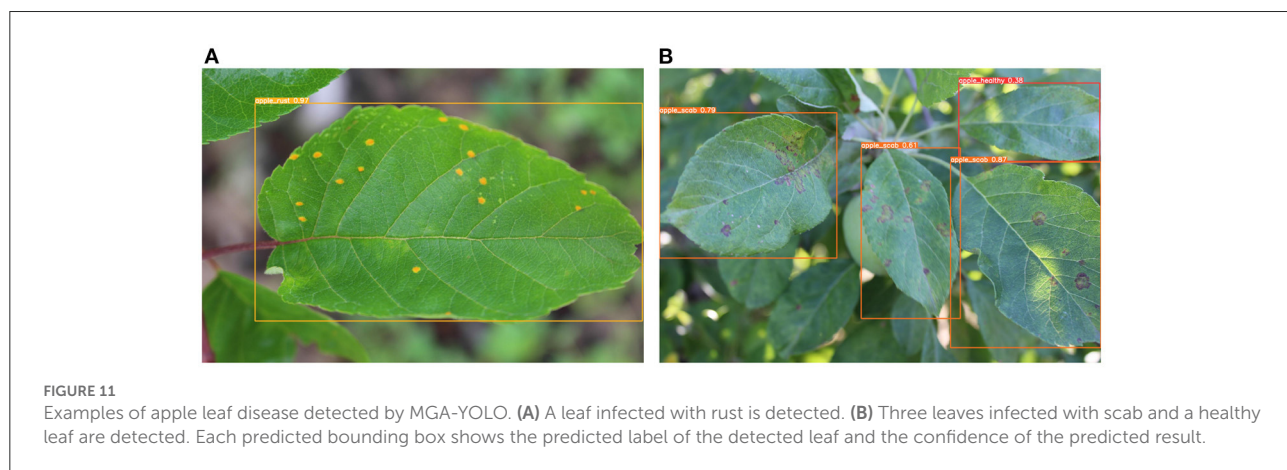 A
B
apple_rust 0.97
apple_healthy 0.38
apple_scab 0.79
apple_scab 0.81
apple_scab 0.87
FIGURE 11
Examples of apple leaf disease detected by MGA-YOLO. (A) A leaf infected with rust is detected. (B) Three leaves infected with scab and a healthy
leaf are detected. Each predicted bounding box shows the predicted label of the detected leaf and the confidence of the predicted result.